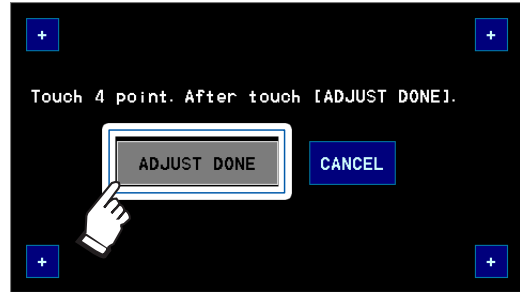 + +
Touch 4 point. After touch [ADJUST DONE].
ADJUST DONE CANCEL
+ +